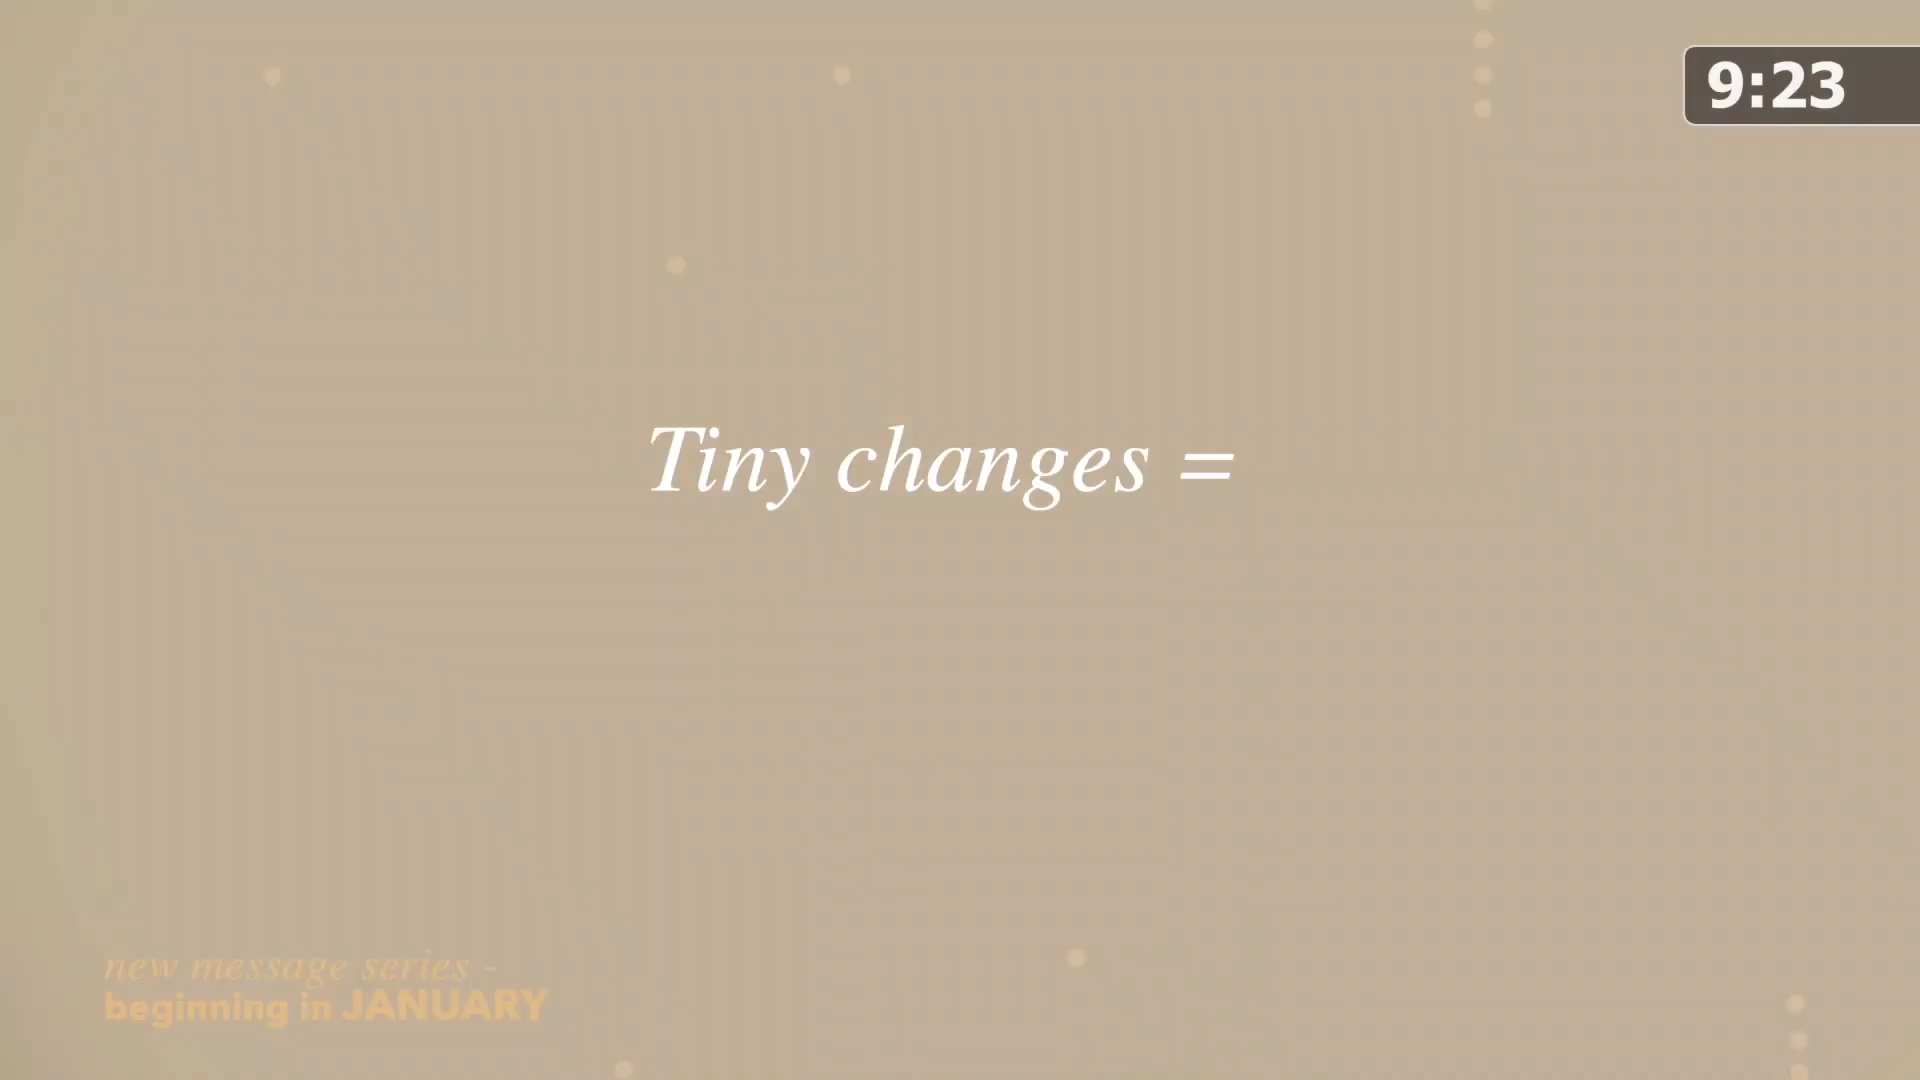 9:23
Tiny changes =
new message series -
beginning in JANUARY